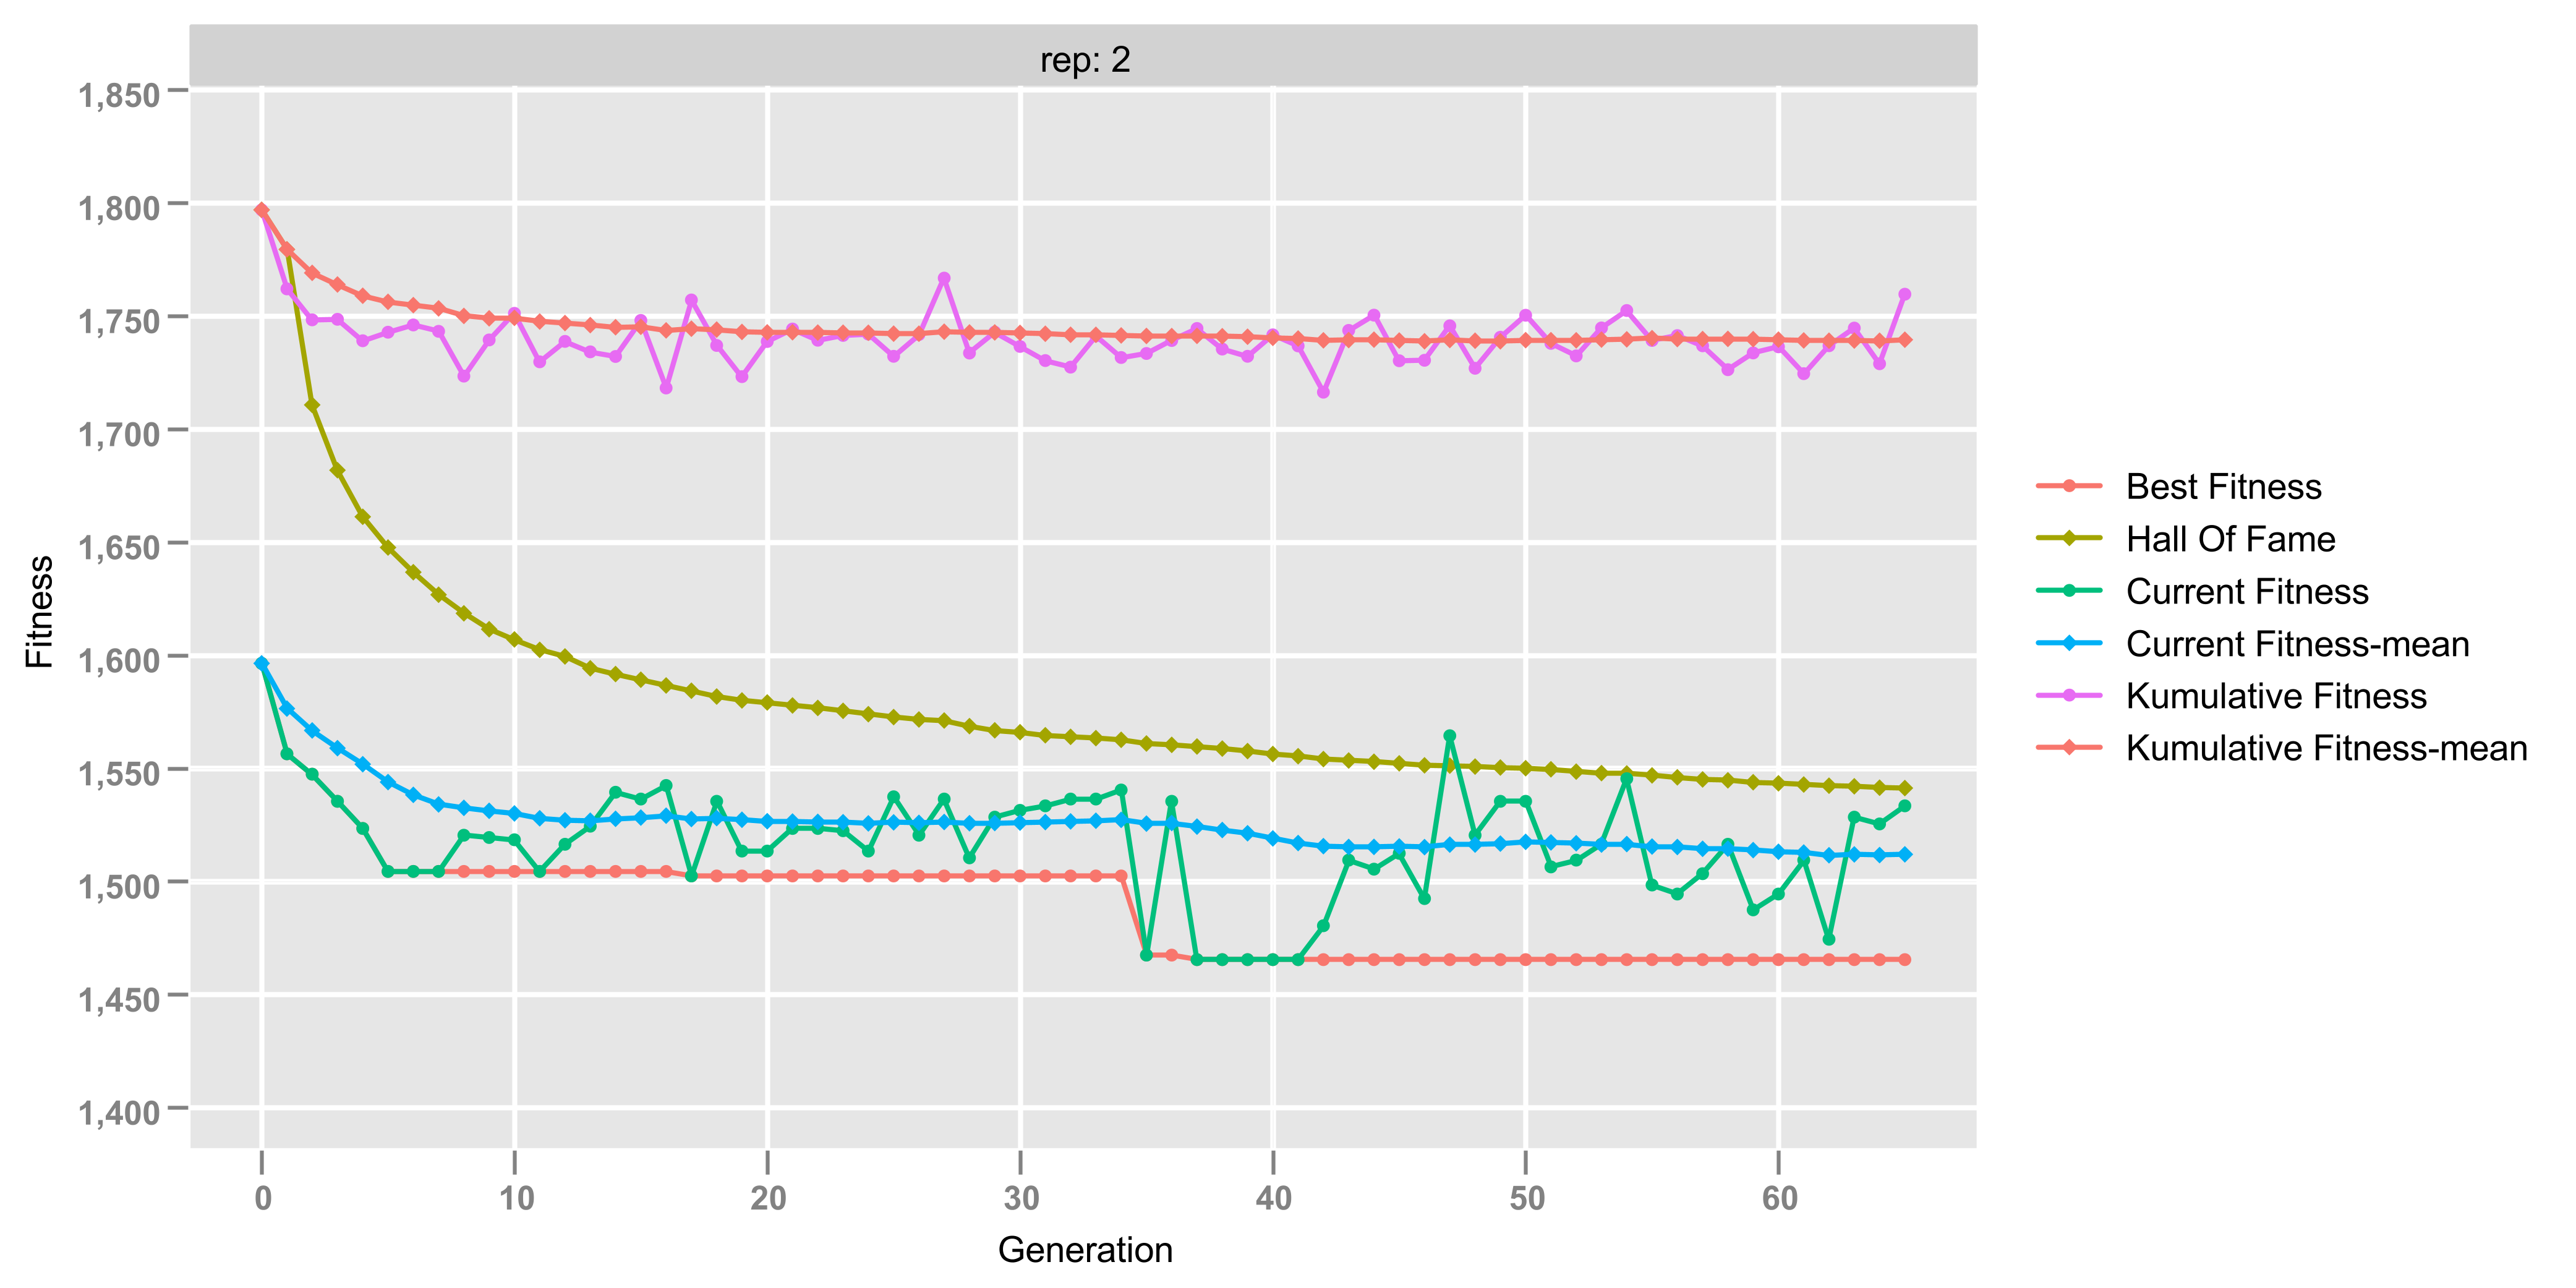 rep: 2
1,850
1,800
1,750
1,700
1,650
1,600
1,550
1,500
1,450
1,400
Fitness
0 10 20 30 40 50 60
Generation
Best Fitness
Hall Of Fame
Current Fitness
Current Fitness-mean
Kumulative Fitness
Kumulative Fitness-mean